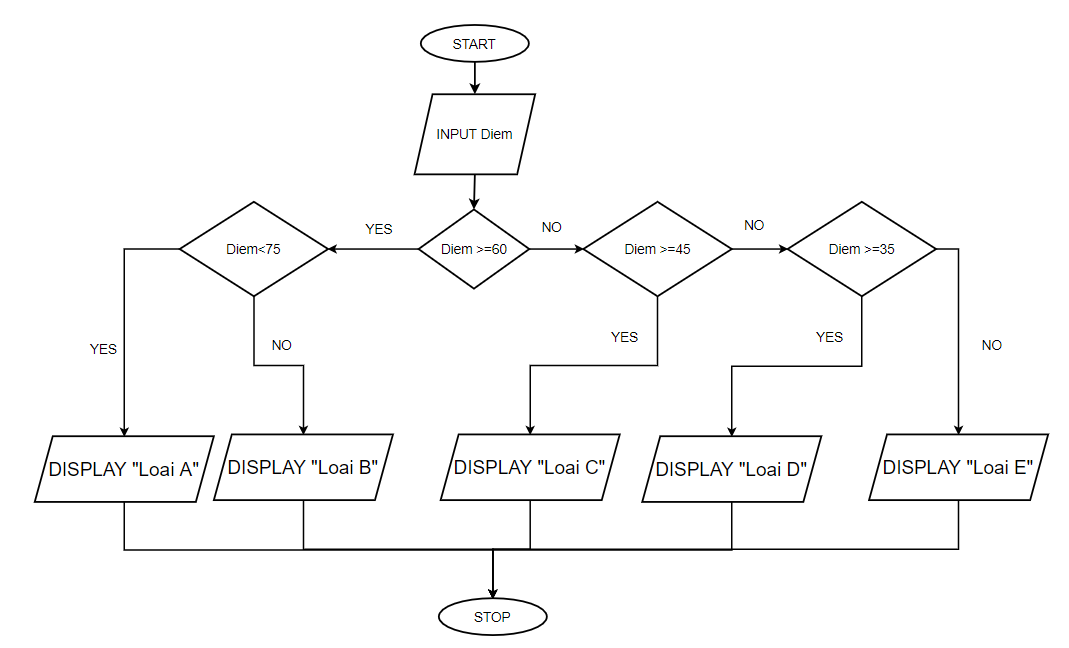 START
INPUT Diem
YES
NO
NO
Diem<75
Diem >=60
Diem >=45
Diem >=35
YES
NO
YES
YES
NO
DISPLAY "Loai A"
DISPLAY "Loai B"
DISPLAY "Loai C"
DISPLAY "Loai D"
DISPLAY "Loai E"
STOP